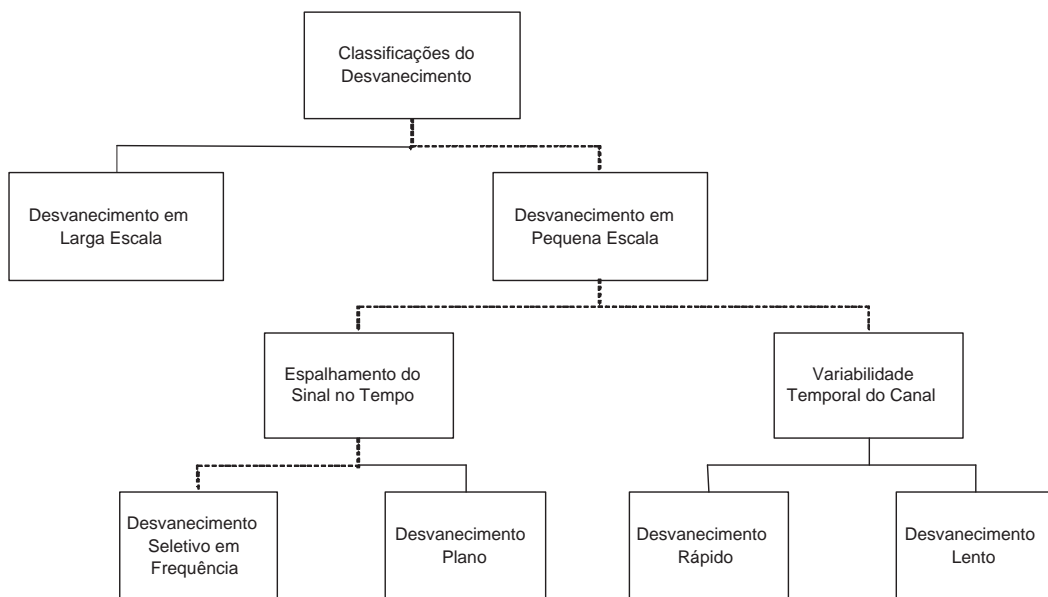 Classificações do
Desvanecimento
Desvanecimento em
Larga Escala
Desvanecimento em
Pequena Escala
Espalhamento do
Sinal no Tempo
Variabilidade
Temporal do Canal
Desvanecimento
Seletivo em
Frequência
Desvanecimento
Plano
Desvanecimento
Rápido
Desvanecimento
Lento